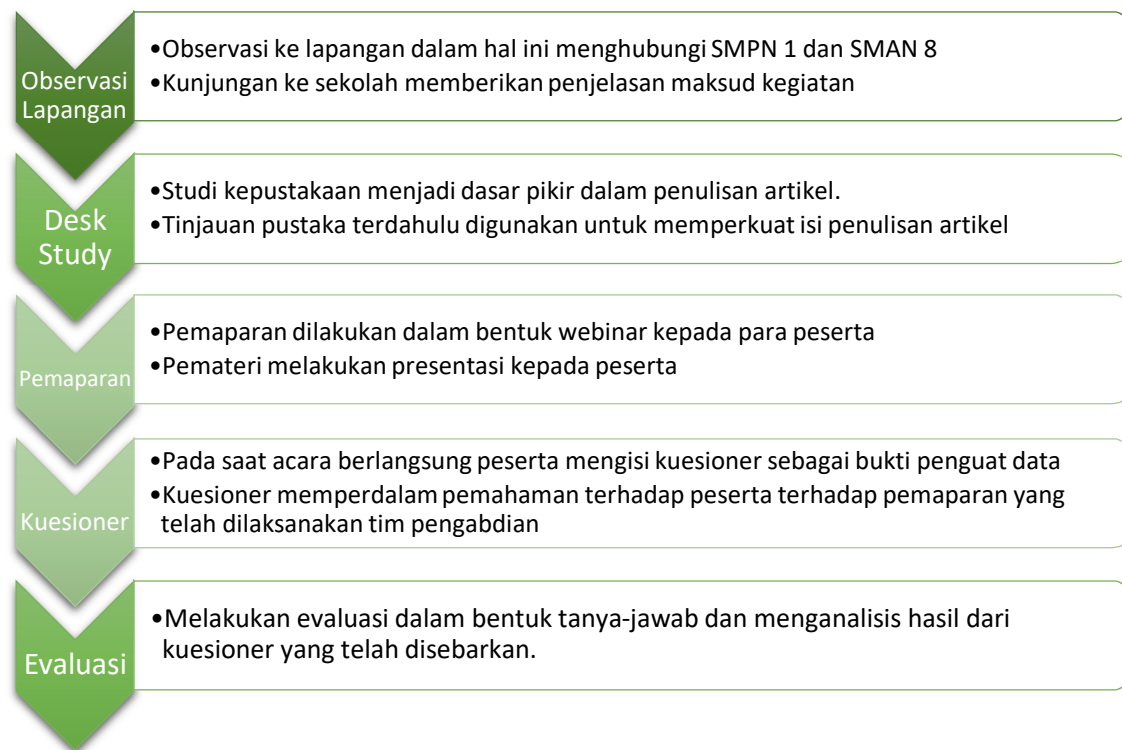 Observasi
Lapangan
•Observasi ke lapangan dalam hal ini menghubungi SMPN 1 dan SMAN 8
•Kunjungan ke sekolah memberikan penjelasan maksud kegiatan
Desk
Study
•Studi kepustakaan menjadi dasar pikir dalam penulisan artikel.
•Tinjauan pustaka terdahulu digunakan untuk memperkuat isi penulisan artikel
Pemaparan
•Pemaparan dilakukan dalam bentuk webinar kepada para peserta
•Pemateri melakukan presentasi kepada peserta
Kuesioner
•Pada saat acara berlangsung peserta mengisi kuesioner sebagai bukti penguat data
•Kuesioner memperdalam pemahaman terhadap peserta terhadap pemaparan yang
telah dilaksanakan tim pengabdian
Evaluasi
•Melakukan evaluasi dalam bentuk tanya-jawab dan menganalisis hasil dari
kuesioner yang telah disebarkan.